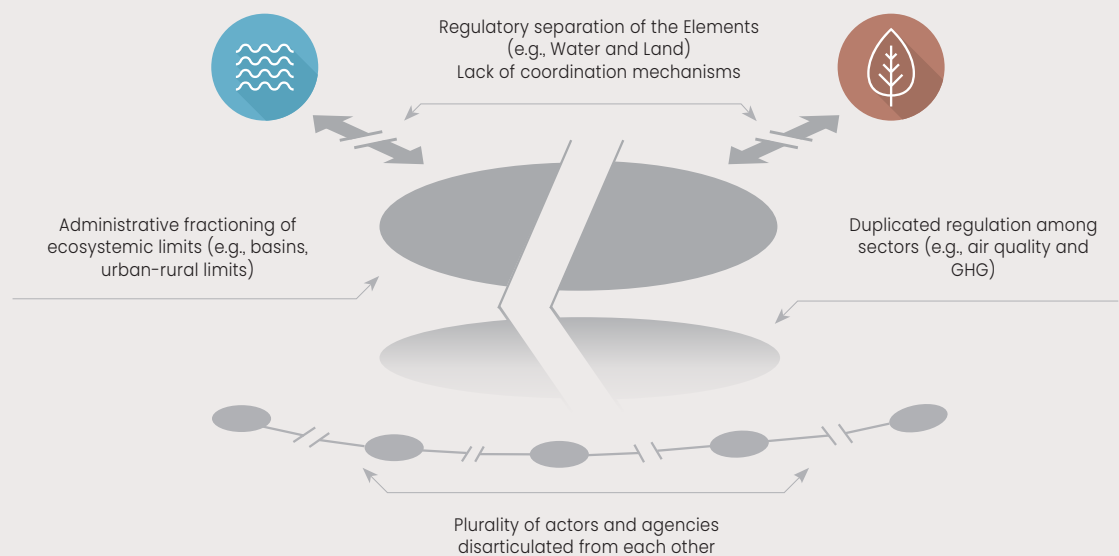 Regulatory separation of the Elements
(e.g., Water and Land)
Lack of coordination mechanisms
Administrative fractioning of
ecosystemic limits (e.g., basins,
urban-rural limits)
Duplicated regulation among
sectors (e.g., air quality and
GHG)
Plurality of actors and agencies
disarticulated from each other